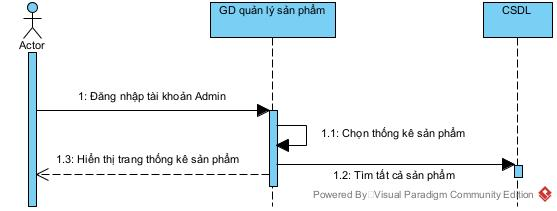 GD quản lý sản phẩm
CSDL
Actor
1: Đăng nhập tài khoản Admin
1.1: Chọn thống kê sản phẩm
1.3: Hiển thị trang thống kê sản phẩm
1.2: Tìm tất cả sản phẩm
Powered By Visual Paradigm Community Edition